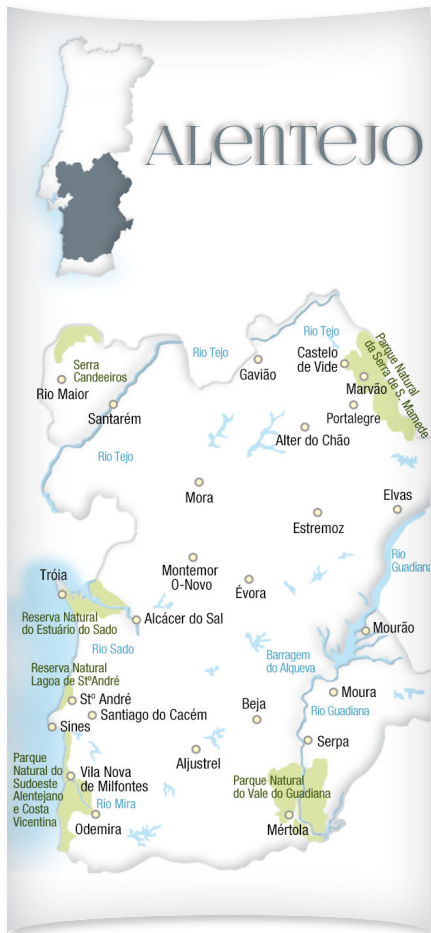 ALENTEJO
Rio Tejo
Rio Tejo
Castelo
de Vide
Parque Natural
da Serra de S. Mamede
Gavião
Serra
Candeeiros
Rio Maior
Marvão
Santarém
Portalegre
Alter do Chão
Rio Tejo
Mora
Elvas
Estremoz
Rio
Guadiana
Montemor
O-Novo
Tróia
Évora
Reserva Natural
do Estuário do Sado
Alcácer do Sal
Mourão
Rio Sado
Barragem
do Alqueva
Reserva Natural
Lagoa de StºAndré
Stº André
Moura
Santiago do Cacém
Beja
Rio Guadiana
Sines
Serpa
Aljustrel
Parque
Natural do
Sudoeste
Alentejano
e Costa
Vicentina
Vila Nova
de Milfontes
Parque Natural
do Vale do Guadiana
Rio Mira
Odemira
Mértola